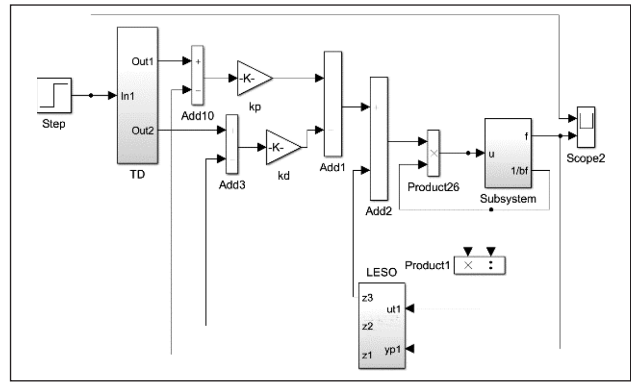 Step
In1
Out1
Out2
TD
+
−
Add10
-K-
kp
+
−
Add3
-K-
kd
Add1
Add2
×
Product26
u
f
1/bf
Subsystem
Scope2
Product1
×
÷
LESO
z3
z2
z1
ut1
yp1